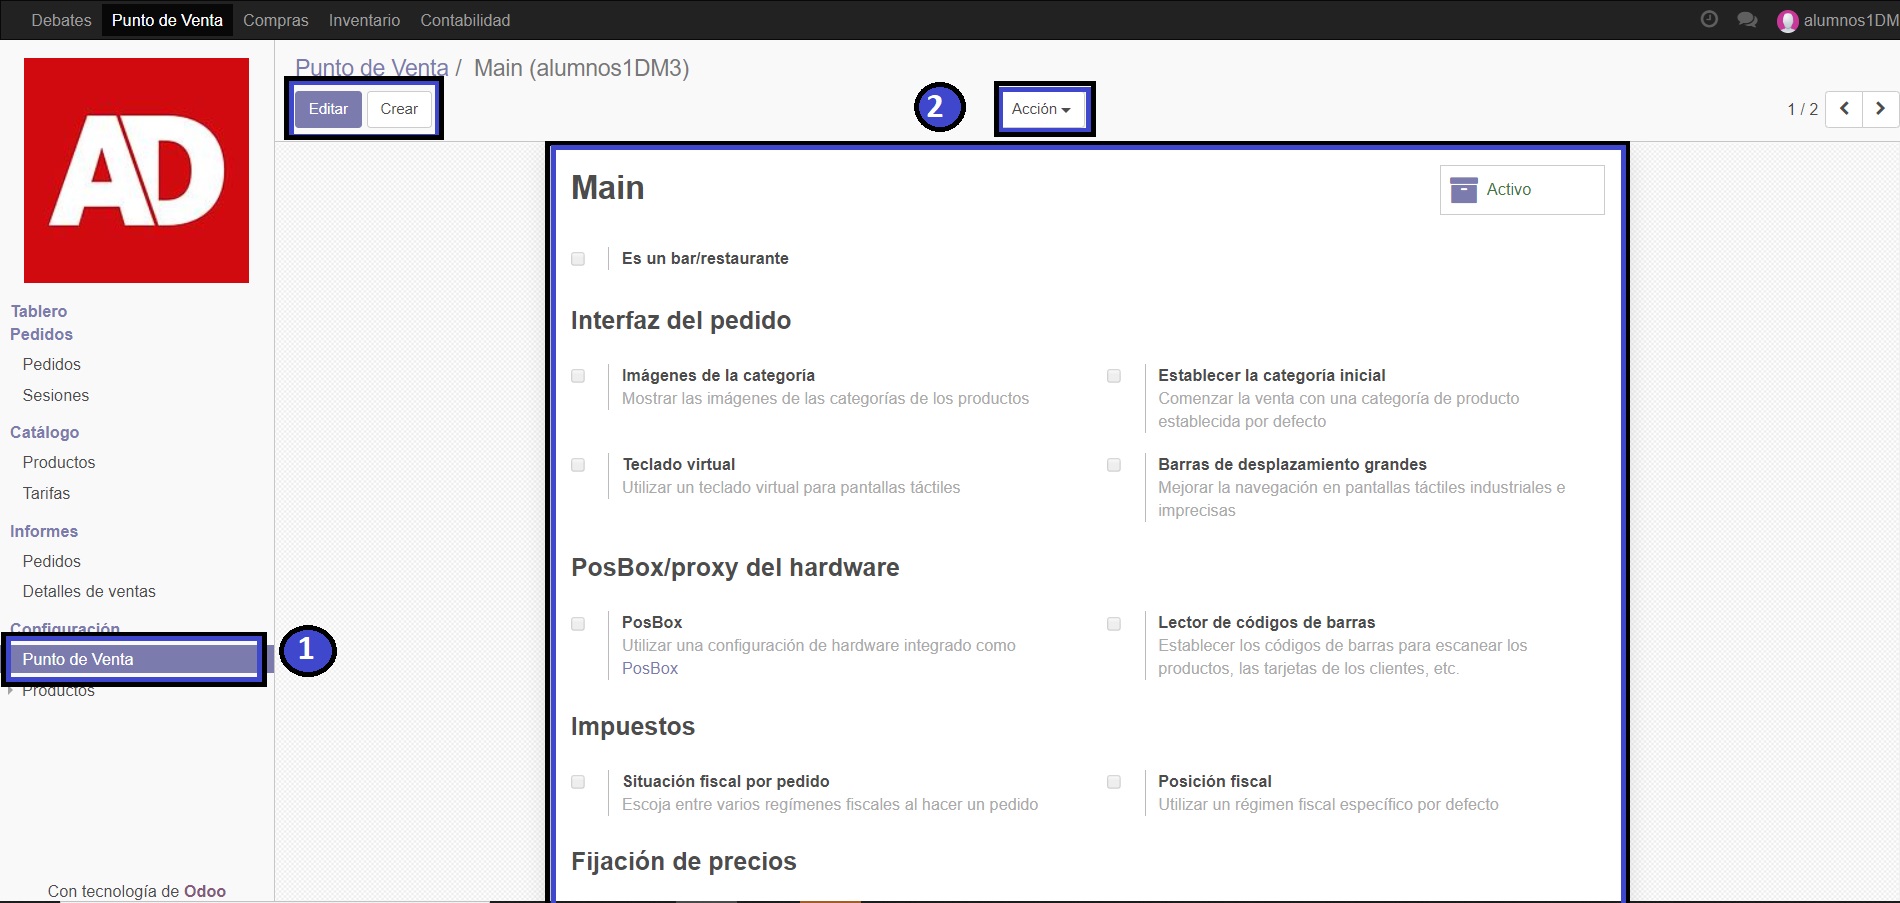 Debates Punto de Venta Compras Inventario Contabilidad alumnos1DM
AD
Tablero
Pedidos
Pedidos
Sesiones
Catálogo
Productos
Tarifas
Informes
Pedidos
Detalles de ventas
Configuración
Punto de Venta
1
Productos
Con tecnología de Odoo
Punto de Venta / Main (alumnos1DM3)
Editar Crear
2
Acción
1 / 2
Main
Activo
Es un bar/restaurante
Interfaz del pedido
Imágenes de la categoría
Mostrar las imágenes de las categorías de los productos
Establecer la categoría inicial
Comenzar la venta con una categoría de producto
establecida por defecto
Teclado virtual
Utilizar un teclado virtual para pantallas táctiles
Barras de desplazamiento grandes
Mejorar la navegación en pantallas táctiles industriales e
imprecisas
PosBox/proxy del hardware
PosBox
Utilizar una configuración de hardware integrado como
PosBox
Lector de códigos de barras
Establecer los códigos de barras para escanear los
productos, las tarjetas de los clientes, etc.
Impuestos
Situación fiscal por pedido
Escoja entre varios regímenes fiscales al hacer un pedido
Posición fiscal
Utilizar un régimen fiscal específico por defecto
Fijación de precios